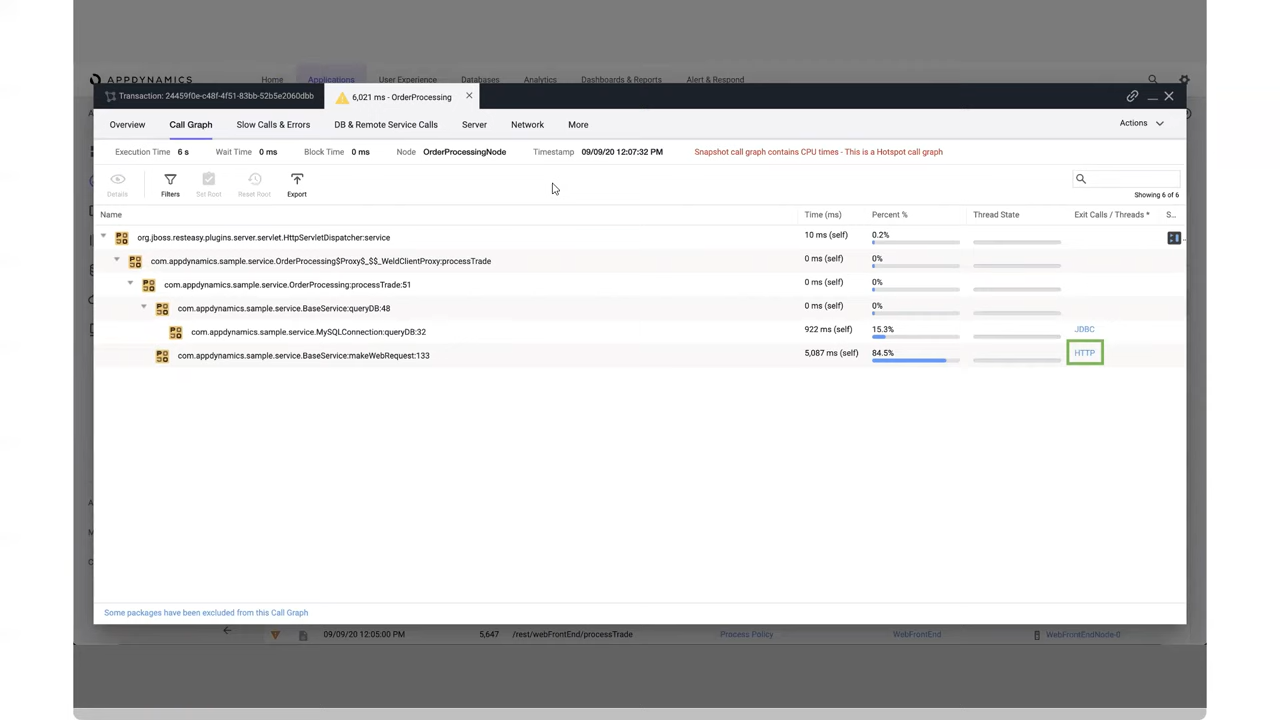 APPDYNAMICS Home Applications User Experience Databases Analytics Dashboards & Reports Alert & Respond
Transaction: 24459f0e-c48f-4f51-83bb-52b5e2060dbb 6,021 ms - OrderProcessing
Overview Call Graph Slow Calls & Errors DB & Remote Service Calls Server Network More Actions
Execution Time 6 s Wait Time 0 ms Block Time 0 ms Node OrderProcessingNode Timestamp 09/09/20 12:07:32 PM Snapshot call graph contains CPU times - This is a Hotspot call graph
Details Filters Set Root Reset Root Export
Showing 6 of 6
Name Time (ms) Percent % Thread State Exit Calls / Threads * S...
org.jboss.resteasy.plugins.server.servlet.HttpServletDispatcher:service 10 ms (self) 0.2%
com.appdynamics.sample.service.OrderProcessing$Proxy$_$$_WeldClientProxy:processTrade 0 ms (self) 0%
com.appdynamics.sample.service.OrderProcessing:processTrade:51 0 ms (self) 0%
com.appdynamics.sample.service.BaseService:queryDB:48 0 ms (self) 0%
com.appdynamics.sample.service.MySQLConnection:queryDB:32 922 ms (self) 15.3% JDBC
com.appdynamics.sample.service.BaseService:makeWebRequest:133 5,087 ms (self) 84.5% HTTP
Some packages have been excluded from this Call Graph
09/09/20 12:05:00 PM 5,647 /rest/webFrontEnd/processTrade Process Policy WebFrontEnd WebFrontEndNode-0